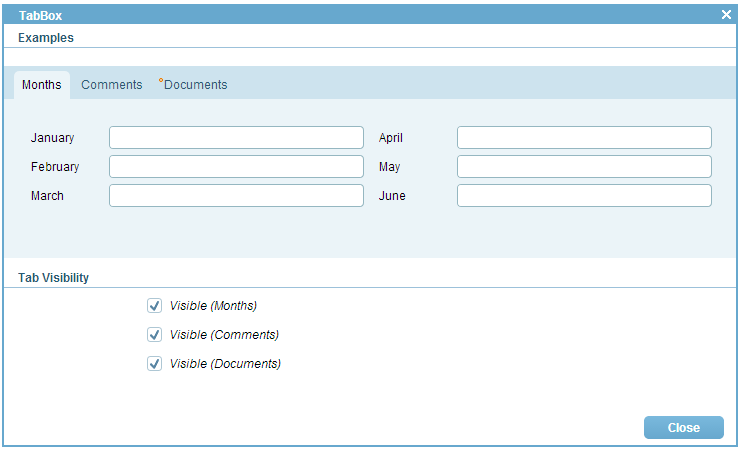 TabBox
Examples
Months Comments Documents
January April
February May
March June
Tab Visibility
Visible (Months)
Visible (Comments)
Visible (Documents)
Close